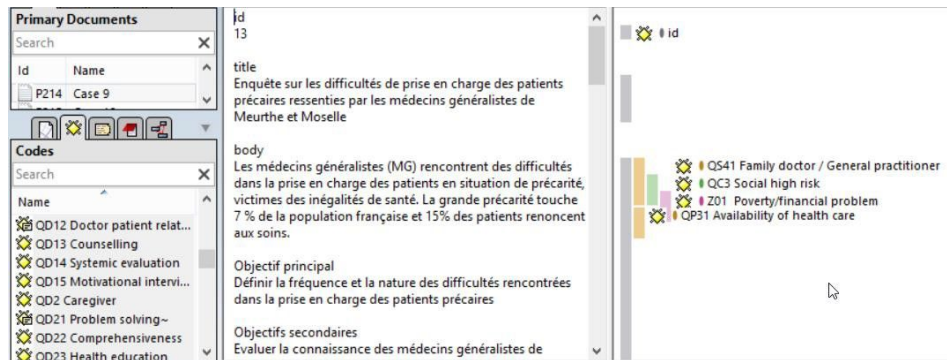 Primary Documents
Search
Id Name
P214 Case 9
Codes
Search
Name
QD12 Doctor patient relat...
QD13 Counselling
QD14 Systemic evaluation
QD15 Motivational intervi...
QD2 Caregiver
QD21 Problem solving~
QD22 Comprehensiveness
QD23 Health education
id
13
title
Enquête sur les difficultés de prise en charge des patients
précaires ressenties par les médecins généralistes de
Meurthe et Moselle
body
Les médecins généralistes (MG) rencontrent des difficultés
dans la prise en charge des patients en situation de précarité,
victimes des inégalités de santé. La grande précarité touche
7 % de la population française et 15% des patients renoncent
aux soins.
Objectif principal
Définir la fréquence et la nature des difficultés rencontrées
dans la prise en charge des patients précaires
Objectifs secondaires
Evaluer la connaissance des médecins généralistes de
id
QS41 Family doctor / General practitioner
QC3 Social high risk
Z01 Poverty/financial problem
QP31 Availability of health care